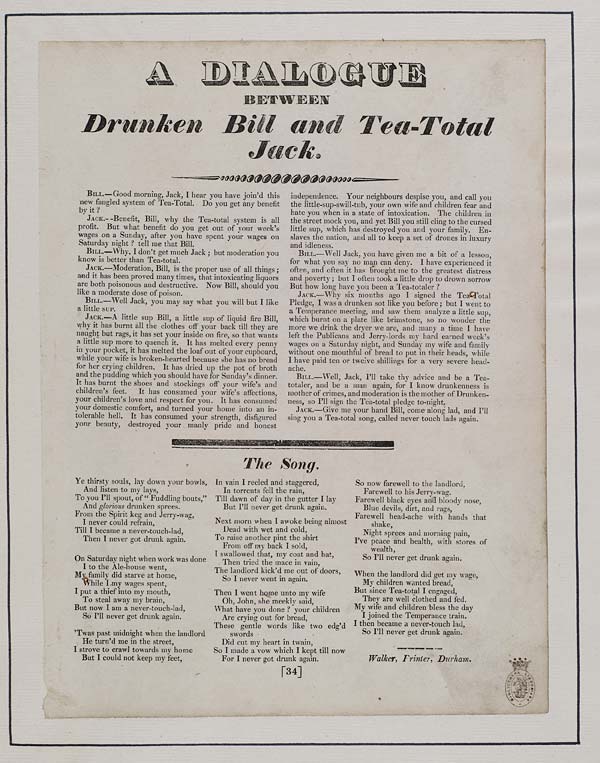 A DIALOGUE
BETWEEN
Drunken Bill and Tea-Total
Jack.
BILL.—Good morning, Jack, I hear you have join'd this
new fangled system of Tea-Total. Do you get any benefit
by it?
JACK.--Benefit, Bill, why the Tea-total system is all
profit. But what benefit do you get out of your week's
wages on a Sunday, after you have spent your wages on
Saturday night? tell me that Bill.
BILL.—Why, I don't get much Jack; but moderation you
know is better than Tea-total.
JACK.—Moderation, Bill, is the proper use of all things;
and it has been proved many times, that intoxicating liquors
are both poisonous and destructive. Now Bill, should you
like a moderate dose of poison.
BILL.—Well Jack, you may say what you will but I like
a little sup.
JACK.—A little sup Bill, a little sup of liquid fire Bill,
why it has burnt all the clothes off your back till they are
naught but rags, it has set your inside on fire, so that wants
a little sup more to quench it. It has melted every penny
in your pocket, it has melted the loaf out of your cupboard,
while your wife is broken-hearted because she has no bread
for her crying children. It has dried up the pot of broth
and the pudding which you should have for Sunday's dinner.
It has burnt the shoes and stockings off your wife's and
children's feet. It has consumed your wife's affections,
your children's love and respect for you. It has consumed
your domestic comfort, and turned your home into an in-
tolerable hell. It has consumed your strength, disfigured
your beauty, destroyed your manly pride and honest
independence. Your neighbours despise you, and call you
the little-sup-swill-tub, your own wife and children fear and
hate you when in a state of intoxication. The children in
the street mock you, and yet Bill you still cling to the cursed
little sup, which has destroyed you and your family. En-
slaves the nation, and all to keep a set of drones in luxury
and idleness.
BILL.—Well Jack, you have given me a bit of a lesson,
for what you say no man can deny. I have experienced it
often, and often it has brought me to the greatest distress
and poverty; but I often took a little drop to drown sorrow
But how long have you been a Tea-totaler?
JACK.—Why six months ago I signed the Tea-Total
Pledge, I was a drunken sot like you before; but I went to
a Temperance meeting, and saw them analyze a little sup,
which burnt on a plate like brimstone, so no wonder the
more we drink the dryer we are, and many a time I have
left the Publicans and Jerry-lords my hard earned week's
wages on a Saturday night, and Sunday my wife and family
without one mouthful of bread to put in their heads, while
I have paid ten or twelve shillings for a very severe head-
ache.
BILL.—Well, Jack, I'll take thy advice and be a Tea-
totaler, and be a man again, for I know drunkenness is
mother of crimes, and moderation is the mother of Drunken-
ness, so I'll sign the Tea-total pledge to-night.
JACK.—Give me your hand Bill, come along lad, and I'll
sing you a Tea-total song, called never touch lads again.
The Song.
Ye thirsty souls, lay down your bowls,
And listen to my lays,
To you I'll spout, of "Fuddling bouts,"
And glorious drunken sprees.
From the Spirit keg and Jerry-wag,
I never could refrain,
Till I became a never-touch-lad,
Then I never got drunk again.
On Saturday night when work was done
I to the Ale-house went,
My family did starve at home,
While I my wages spent,
I put a thief into my mouth,
To steal away my brain,
But now I am a never-touch-lad,
So I'll never get drunk again.
'Twas past midnight when the landlord
He turn'd me in the street,
I strove to crawl towards my home
But I could not keep my feet,
In vain I reeled and staggered,
In torrents fell the rain,
Till dawn of day in the gutter I lay
But I'll never get drunk again.
Next morn when I awoke being almost
Dead with wet and cold,
To raise another pint the shirt
From off my back I sold,
I swallowed that, my coat and hat,
Then tried the mace in vain,
The landlord kick'd me out of doors,
So I never went in again.
Then I went home unto my wife
Oh, John, she meekly said,
What have you done? your children
Are crying out for bread,
These gentle words like two edg'd
swords
Did cut my heart in twain,
So I made a vow which I kept till now
For I never got drunk again.
So now farewell to the landlord,
Farewell to his Jerry-wag.
Farewell black eyes and bloody nose,
Blue devils, dirt, and rags,
Farewell head-ache with hands that
shake,
Night sprees and morning pain,
I've peace and health, with stores of
wealth,
So I'll never get drunk again.
When the landlord did get my wage,
My children wanted bread,
But since Tea-total I engaged,
They are well clothed and fed.
My wife and children bless the day
I joined the Temperance train.
I then became a never-touch lad,
So I'll never get drunk again.
Walker, Printer, Durham.
[34]